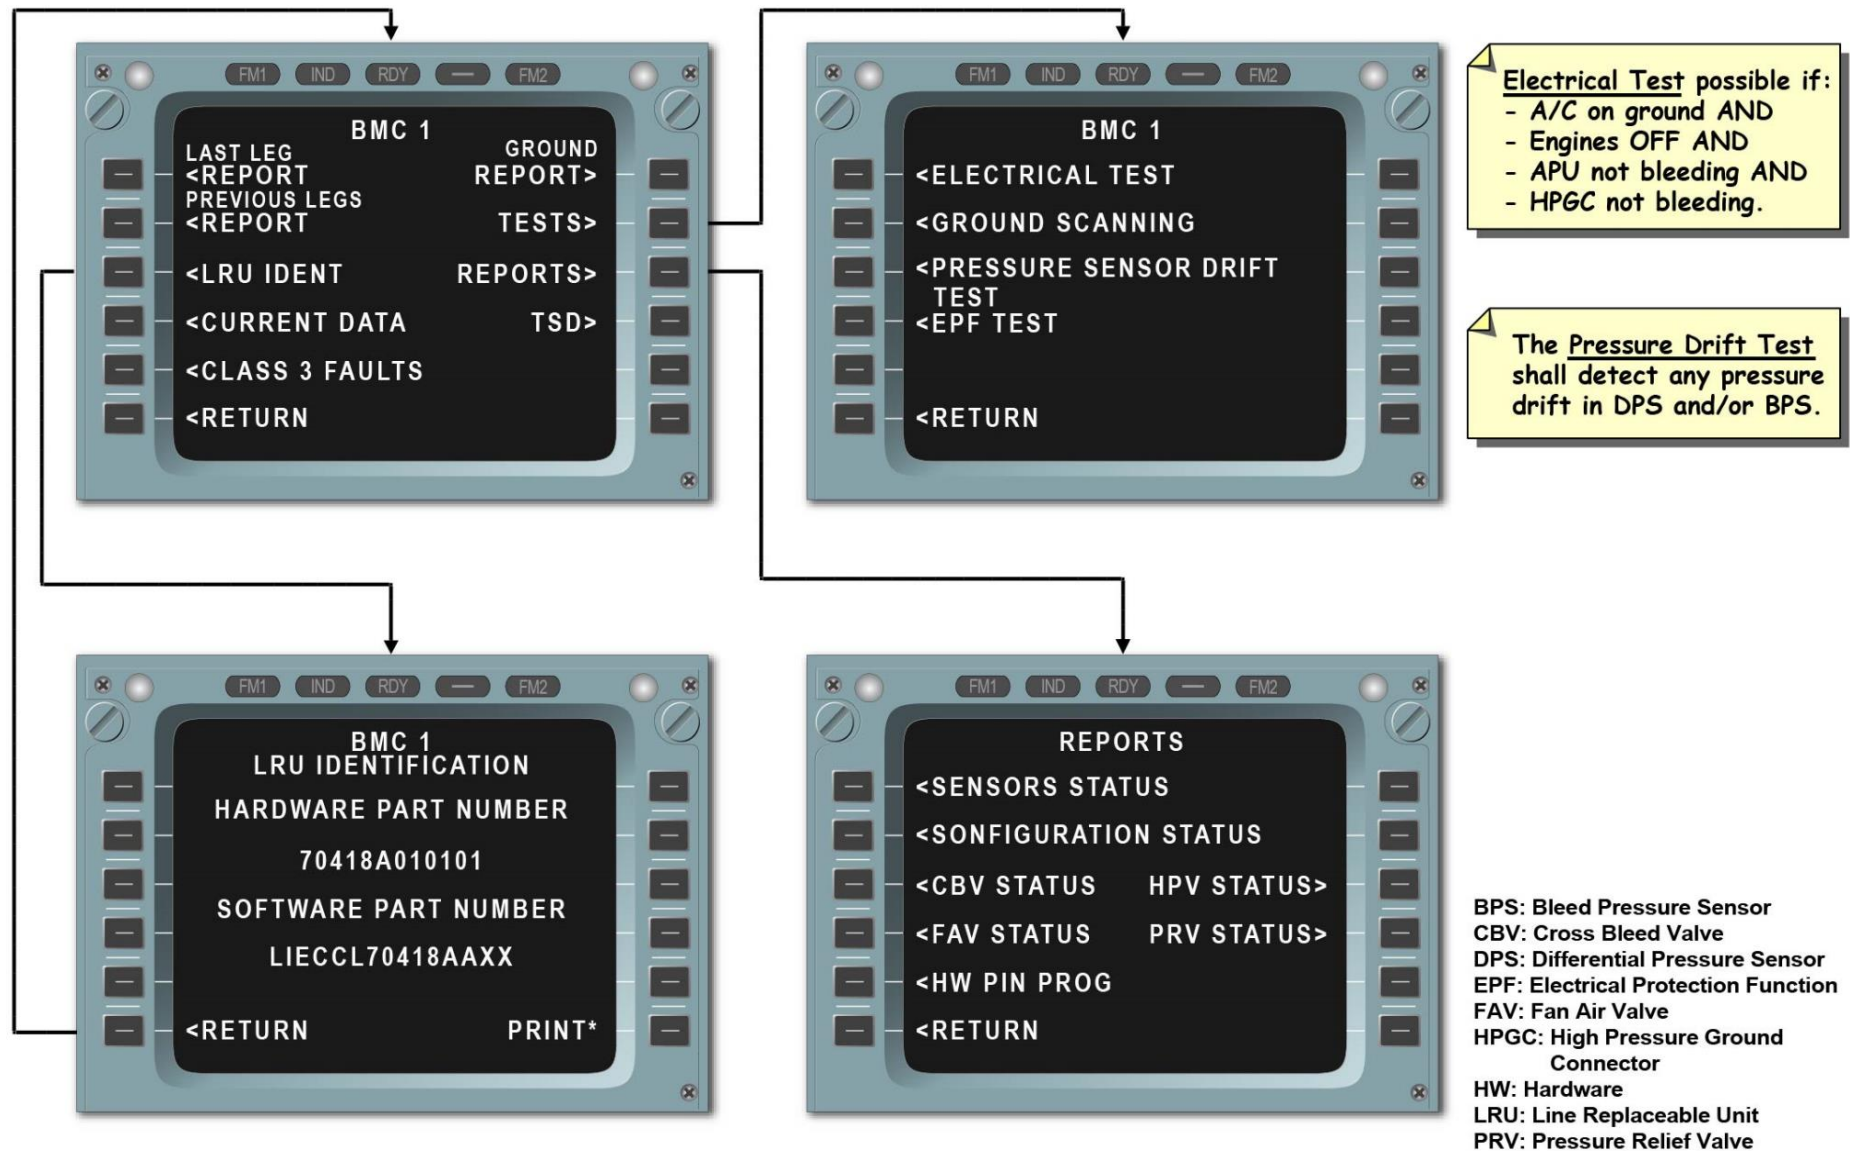 FM1 IND RDY — FM2
BMC 1
LAST LEG GROUND
<REPORT REPORT>
PREVIOUS LEGS
<REPORT TESTS>
<LRU IDENT REPORTS>
<CURRENT DATA TSD>
<CLASS 3 FAULTS
<RETURN
FM1 IND RDY — FM2
BMC 1
<ELECTRICAL TEST
<GROUND SCANNING
<PRESSURE SENSOR DRIFT
TEST
<EPF TEST
<RETURN
Electrical Test possible if:
- A/C on ground AND
- Engines OFF AND
- APU not bleeding AND
- HPGC not bleeding.
The Pressure Drift Test
shall detect any pressure
drift in DPS and/or BPS.
FM1 IND RDY — FM2
BMC 1
LRU IDENTIFICATION
HARDWARE PART NUMBER
70418A010101
SOFTWARE PART NUMBER
LIECCL70418AAXX
<RETURN PRINT*
FM1 IND RDY — FM2
REPORTS
<SENSORS STATUS
<SONFIGURATION STATUS
<CBV STATUS HPV STATUS>
<FAV STATUS PRV STATUS>
<HW PIN PROG
<RETURN
BPS: Bleed Pressure Sensor
CBV: Cross Bleed Valve
DPS: Differential Pressure Sensor
EPF: Electrical Protection Function
FAV: Fan Air Valve
HPGC: High Pressure Ground
Connector
HW: Hardware
LRU: Line Replaceable Unit
PRV: Pressure Relief Valve